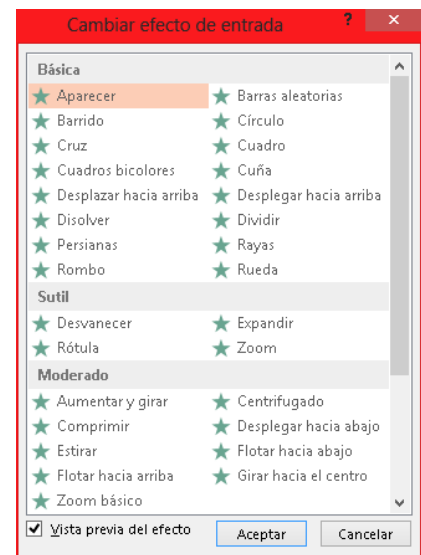 Cambiar efecto de entrada ? ×
Básica
Aparecer Barras aleatorias
Barrido Círculo
Cruz Cuadro
Cuadros bicolores Cuña
Desplazar hacia arriba Desplegar hacia arriba
Disolver Dividir
Persianas Rayas
Rombo Rueda
Sutil
Desvanecer Expandir
Rótula Zoom
Moderado
Aumentar y girar Centrifugado
Comprimir Desplegar hacia abajo
Estirar Flotar hacia abajo
Flotar hacia arriba Girar hacia el centro
Zoom básico
Vista previa del efecto Aceptar Cancelar